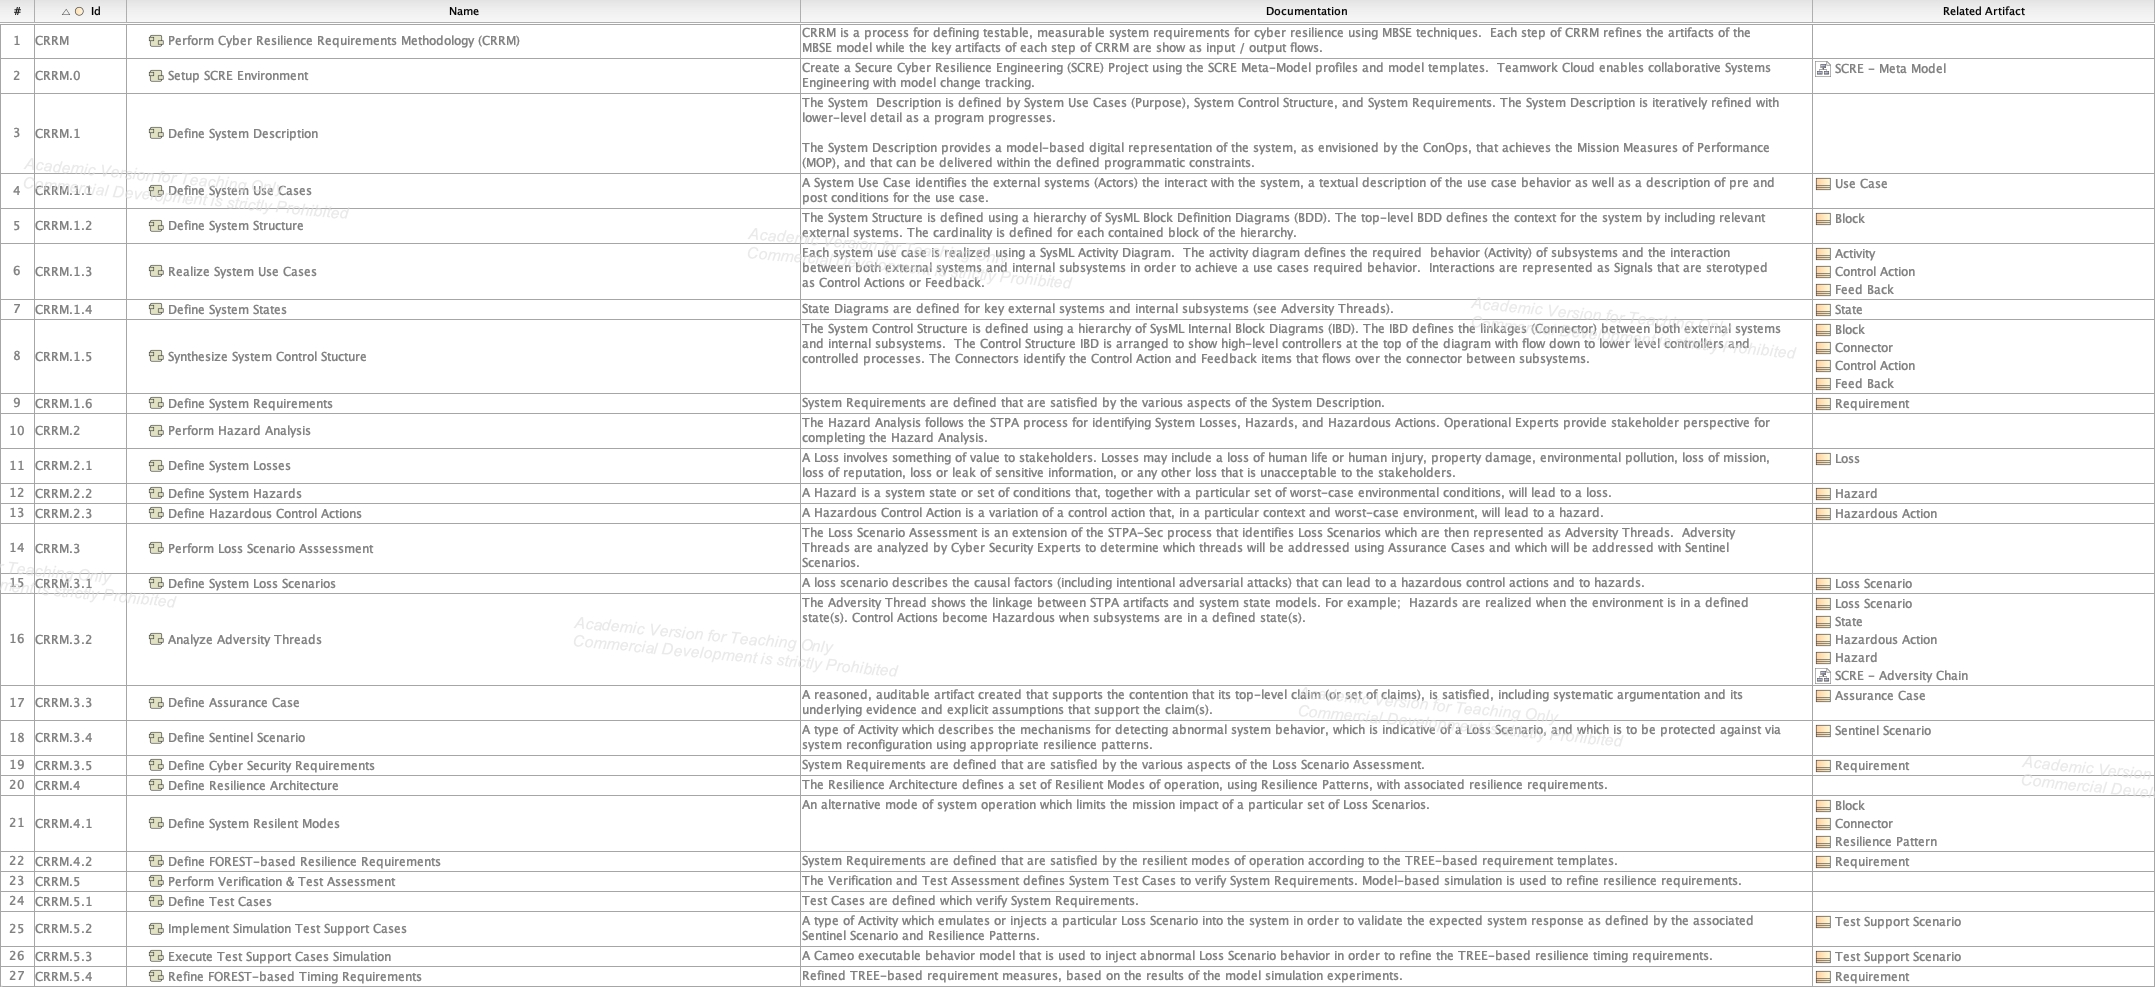 # Id Name Documentation Related Artifact
1 CRRM Perform Cyber Resilience Requirements Methodology (CRRM) CRRM is a process for defining testable, measurable system requirements for cyber resilience using MBSE techniques. Each step of CRRM refines the artifacts of the
MBSE model while the key artifacts of each step of CRRM are show as input / output flows.
2 CRRM.0 Setup SCRE Environment Create a Secure Cyber Resilience Engineering (SCRE) Project using the SCRE Meta-Model profiles and model templates. Teamwork Cloud enables collaborative Systems SCRE - Meta Model
Engineering with model change tracking.
3 CRRM.1 Define System Description The System Description is defined by System Use Cases (Purpose), System Control Structure, and System Requirements. The System Description is iteratively refined with
lower-level detail as a program progresses.
The System Description provides a model-based digital representation of the system, as envisioned by the ConOps, that achieves the Mission Measures of Performance
(MOP), and that can be delivered within the defined programmatic constraints.
4 CRRM.1.1 Define System Use Cases A System Use Case identifies the external systems (Actors) the interact with the system, a textual description of the use case behavior as well as a description of pre and Use Case
post conditions for the use case.
5 CRRM.1.2 Define System Structure The System Structure is defined using a hierarchy of SysML Block Definition Diagrams (BDD). The top-level BDD defines the context for the system by including relevant Block
external systems. The cardinality is defined for each contained block of the hierarchy.
6 CRRM.1.3 Realize System Use Cases Each system use case is realized using a SysML Activity Diagram. The activity diagram defines the required behavior (Activity) of subsystems and the interaction Activity
between both external systems and internal subsystems in order to achieve a use cases required behavior. Interactions are represented as Signals that are sterotyped Control Action
as Control Actions or Feedback. Feed Back
7 CRRM.1.4 Define System States State Diagrams are defined for key external systems and internal subsystems (see Adversity Threads). State
8 CRRM.1.5 Synthesize System Control Stucture The System Control Structure is defined using a hierarchy of SysML Internal Block Diagrams (IBD). The IBD defines the linkages (Connector) between both external systems Block
and internal subsystems. The Control Structure IBD is arranged to show high-level controllers at the top of the diagram with flow down to lower level controllers and Connector
controlled processes. The Connectors identify the Control Action and Feedback items that flows over the connector between subsystems. Control Action
Feed Back
9 CRRM.1.6 Define System Requirements System Requirements are defined that are satisfied by the various aspects of the System Description. Requirement
10 CRRM.2 Perform Hazard Analysis The Hazard Analysis follows the STPA process for identifying System Losses, Hazards, and Hazardous Actions. Operational Experts provide stakeholder perspective for
completing the Hazard Analysis.
11 CRRM.2.1 Define System Losses A Loss involves something of value to stakeholders. Losses may include a loss of human life or human injury, property damage, environmental pollution, loss of mission, Loss
loss of reputation, loss or leak of sensitive information, or any other loss that is unacceptable to the stakeholders.
12 CRRM.2.2 Define System Hazards A Hazard is a system state or set of conditions that, together with a particular set of worst-case environmental conditions, will lead to a loss. Hazard
13 CRRM.2.3 Define Hazardous Control Actions A Hazardous Control Action is a variation of a control action that, in a particular context and worst-case environment, will lead to a hazard. Hazardous Action
14 CRRM.3 Perform Loss Scenario Asssessment The Loss Scenario Assessment is an extension of the STPA-Sec process that identifies Loss Scenarios which are then represented as Adversity Threads. Adversity
Threads are analyzed by Cyber Security Experts to determine which threads will be addressed using Assurance Cases and which will be addressed with Sentinel
Scenarios.
15 CRRM.3.1 Define System Loss Scenarios A loss scenario describes the causal factors (including intentional adversarial attacks) that can lead to a hazardous control actions and to hazards. Loss Scenario
16 CRRM.3.2 Analyze Adversity Threads The Adversity Thread shows the linkage between STPA artifacts and system state models. For example; Hazards are realized when the environment is in a defined Loss Scenario
state(s). Control Actions become Hazardous when subsystems are in a defined state(s). State
Hazardous Action
Hazard
SCRE - Adversity Chain
17 CRRM.3.3 Define Assurance Case A reasoned, auditable artifact created that supports the contention that its top-level claim (or set of claims), is satisfied, including systematic argumentation and its Assurance Case
underlying evidence and explicit assumptions that support the claim(s).
18 CRRM.3.4 Define Sentinel Scenario A type of Activity which describes the mechanisms for detecting abnormal system behavior, which is indicative of a Loss Scenario, and which is to be protected against via Sentinel Scenario
system reconfiguration using appropriate resilience patterns.
19 CRRM.3.5 Define Cyber Security Requirements System Requirements are defined that are satisfied by the various aspects of the Loss Scenario Assessment. Requirement
20 CRRM.4 Define Resilience Architecture The Resilience Architecture defines a set of Resilient Modes of operation, using Resilience Patterns, with associated resilience requirements.
21 CRRM.4.1 Define System Resilent Modes An alternative mode of system operation which limits the mission impact of a particular set of Loss Scenarios. Block
Connector
Resilience Pattern
22 CRRM.4.2 Define FOREST-based Resilience Requirements System Requirements are defined that are satisfied by the resilient modes of operation according to the TREE-based requirement templates. Requirement
23 CRRM.5 Perform Verification & Test Assessment The Verification and Test Assessment defines System Test Cases to verify System Requirements. Model-based simulation is used to refine resilience requirements.
24 CRRM.5.1 Define Test Cases Test Cases are defined which verify System Requirements.
25 CRRM.5.2 Implement Simulation Test Support Cases A type of Activity which emulates or injects a particular Loss Scenario into the system in order to validate the expected system response as defined by the associated Test Support Scenario
Sentinel Scenario and Resilience Patterns.
26 CRRM.5.3 Execute Test Support Cases Simulation A Cameo executable behavior model that is used to inject abnormal Loss Scenario behavior in order to refine the TREE-based resilience timing requirements. Test Support Scenario
27 CRRM.5.4 Refine FOREST-based Timing Requirements Refined TREE-based requirement measures, based on the results of the model simulation experiments. Requirement
Academic Version for Teaching Only
Commercial Development is strictly Prohibited